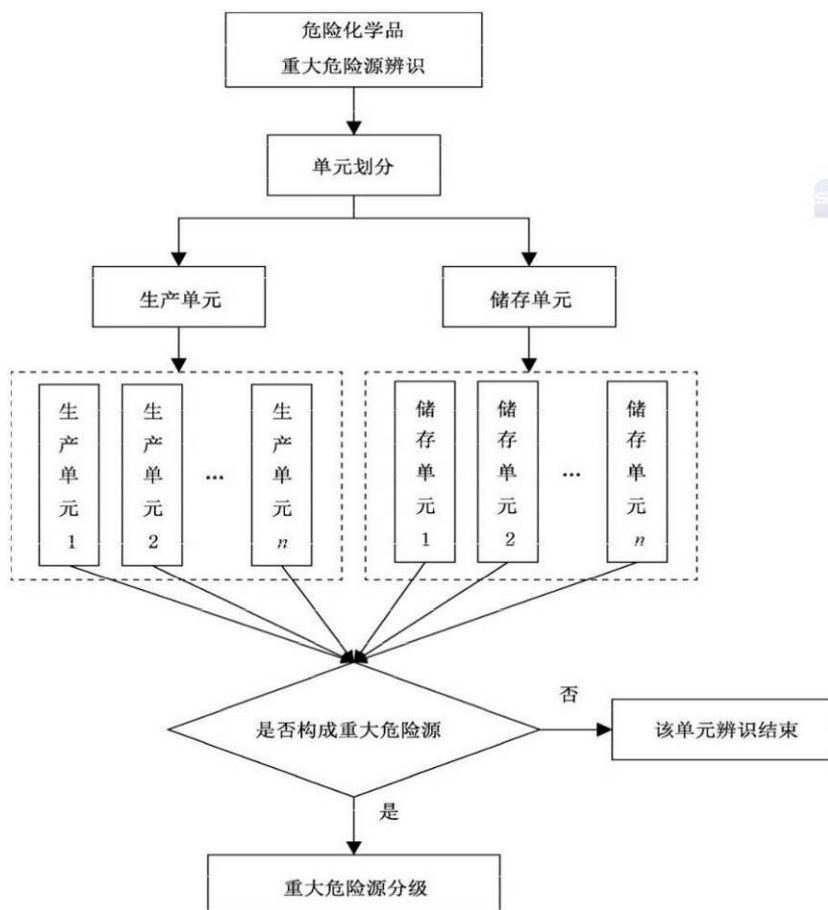 危险化学品
重大危险源辨识
单元划分
生产单元
储存单元
生产单元1
生产单元2
...
生产单元n
储存单元1
储存单元2
...
储存单元n
是否构成重大危险源
否
该单元辨识结束
是
重大危险源分级